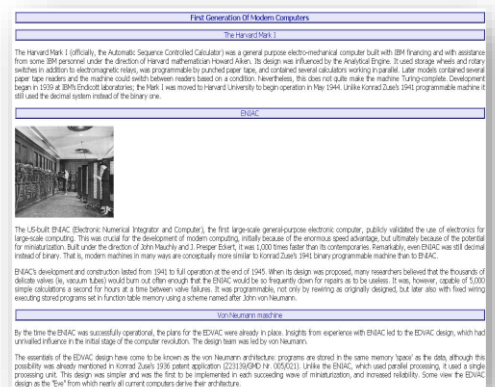 First Generation Of Modern Computers
The Harvard Mark I
The Harvard Mark I (officially, the Automatic Sequence Controlled Calculator) was a general purpose electro-mechanical computer built with IBM financing and with assistance
from some IBM personnel under the direction of Harvard mathematician Howard Aiken. Its design was influenced by the Analytical Engine. It used storage wheels and rotary
switches in addition to electromagnetic relays, was programmable by punched paper tape, and contained several calculators working in parallel. Later models contained several
paper tape readers and the machine could switch between readers based on a condition. Nevertheless, this does not quite make the machine Turing-complete. Development
began in 1939 at IBM's Endicott laboratories; the Mark I was moved to Harvard University to begin operation in May 1944. Unlike Konrad Zuse's 1941 programmable machine it
still used the decimal system instead of the binary one.
ENIAC
The US-built ENIAC (Electronic Numerical Integrator and Computer), the first large-scale general-purpose electronic computer, publicly validated the use of electronics for
large-scale computing. This was crucial for the development of modern computing, initially because of the enormous speed advantage, but ultimately because of the potential
for miniaturization. Built under the direction of John Mauchly and J. Presper Eckert, it was 1,000 times faster than its contemporaries. Remarkably, even ENIAC was still decimal
instead of binary. That is, modern machines in many ways are conceptually more similar to Konrad Zuse's 1941 binary programmable machine than to ENIAC.
ENIAC's development and construction lasted from 1941 to full operation at the end of 1945. When its design was proposed, many researchers believed that the thousands of
delicate valves (ie, vacuum tubes) would burn out often enough that the ENIAC would be so frequently down for repairs as to be useless. It was, however, capable of 5,000
simple calculations a second for hours at a time between valve failures. It was programmable, not only by rewiring as originally designed, but later also with fixed wiring
executing stored programs set in function table memory using a scheme named after John von Neumann.
Von Neumann maschine
By the time the ENIAC was successfully operational, the plans for the EDVAC were already in place. Insights from experience with ENIAC led to the EDVAC design, which had
unrivalled influence in the initial stage of the computer revolution. The design team was led by von Neumann.
The essentials of the EDVAC design have come to be known as the von Neumann architecture: programs are stored in the same memory 'space' as the data, although this
possibility was already mentioned in Konrad Zuse's 1936 patent application (Z23139/GMD Nr. 005/021). Unlike the ENIAC, which used parallel processing, it used a single
processing unit. This design was simpler and was the first to be implemented in each succeeding wave of miniaturization, and increased reliability. Some view the EDVAC
design as the "Eve" from which nearly all current computers derive their architecture.